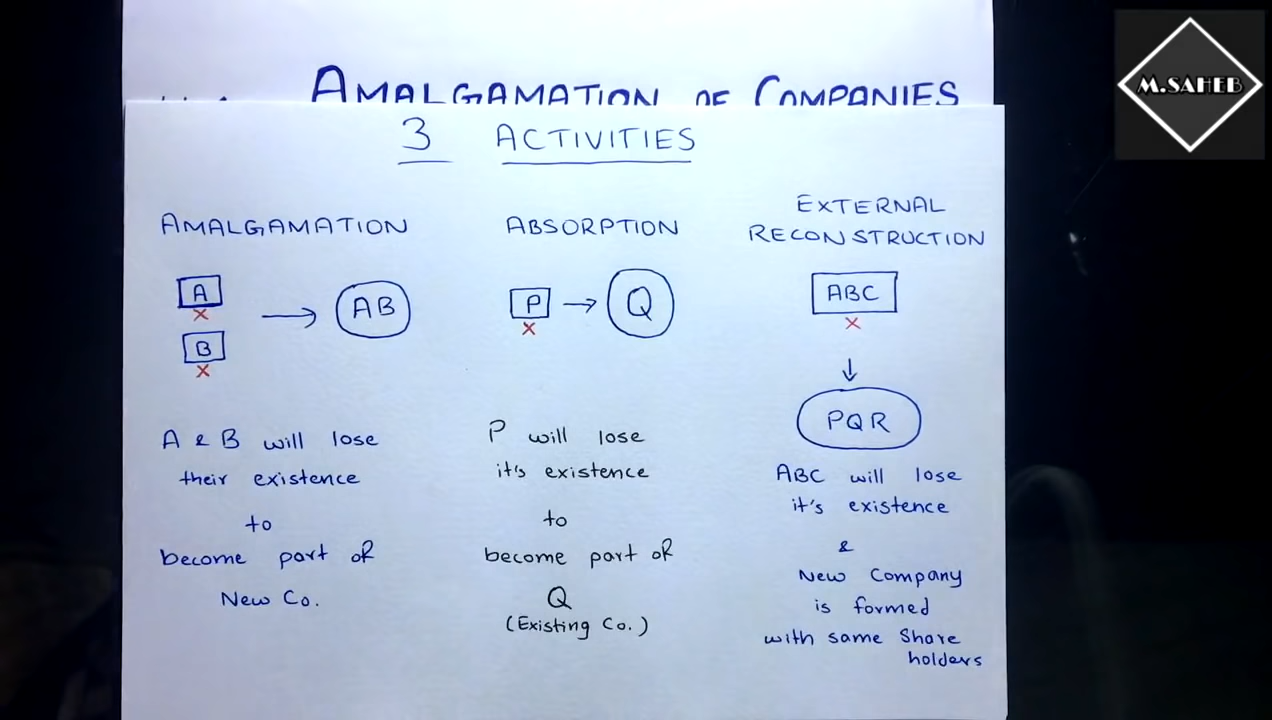 AMALGAMATION OF COMPANIES
M.SAHEB
3 ACTIVITIES
AMALGAMATION
A
x
B
x
AB
A & B will lose
their existence
to
become part of
New Co.
ABSORPTION
P
x
Q
P will lose
it's existence
to
become part of
Q
(Existing Co.)
EXTERNAL
RECONSTRUCTION
ABC
x
PQR
ABC will lose
it's existence
&
New Company
is formed
with same Share
holders